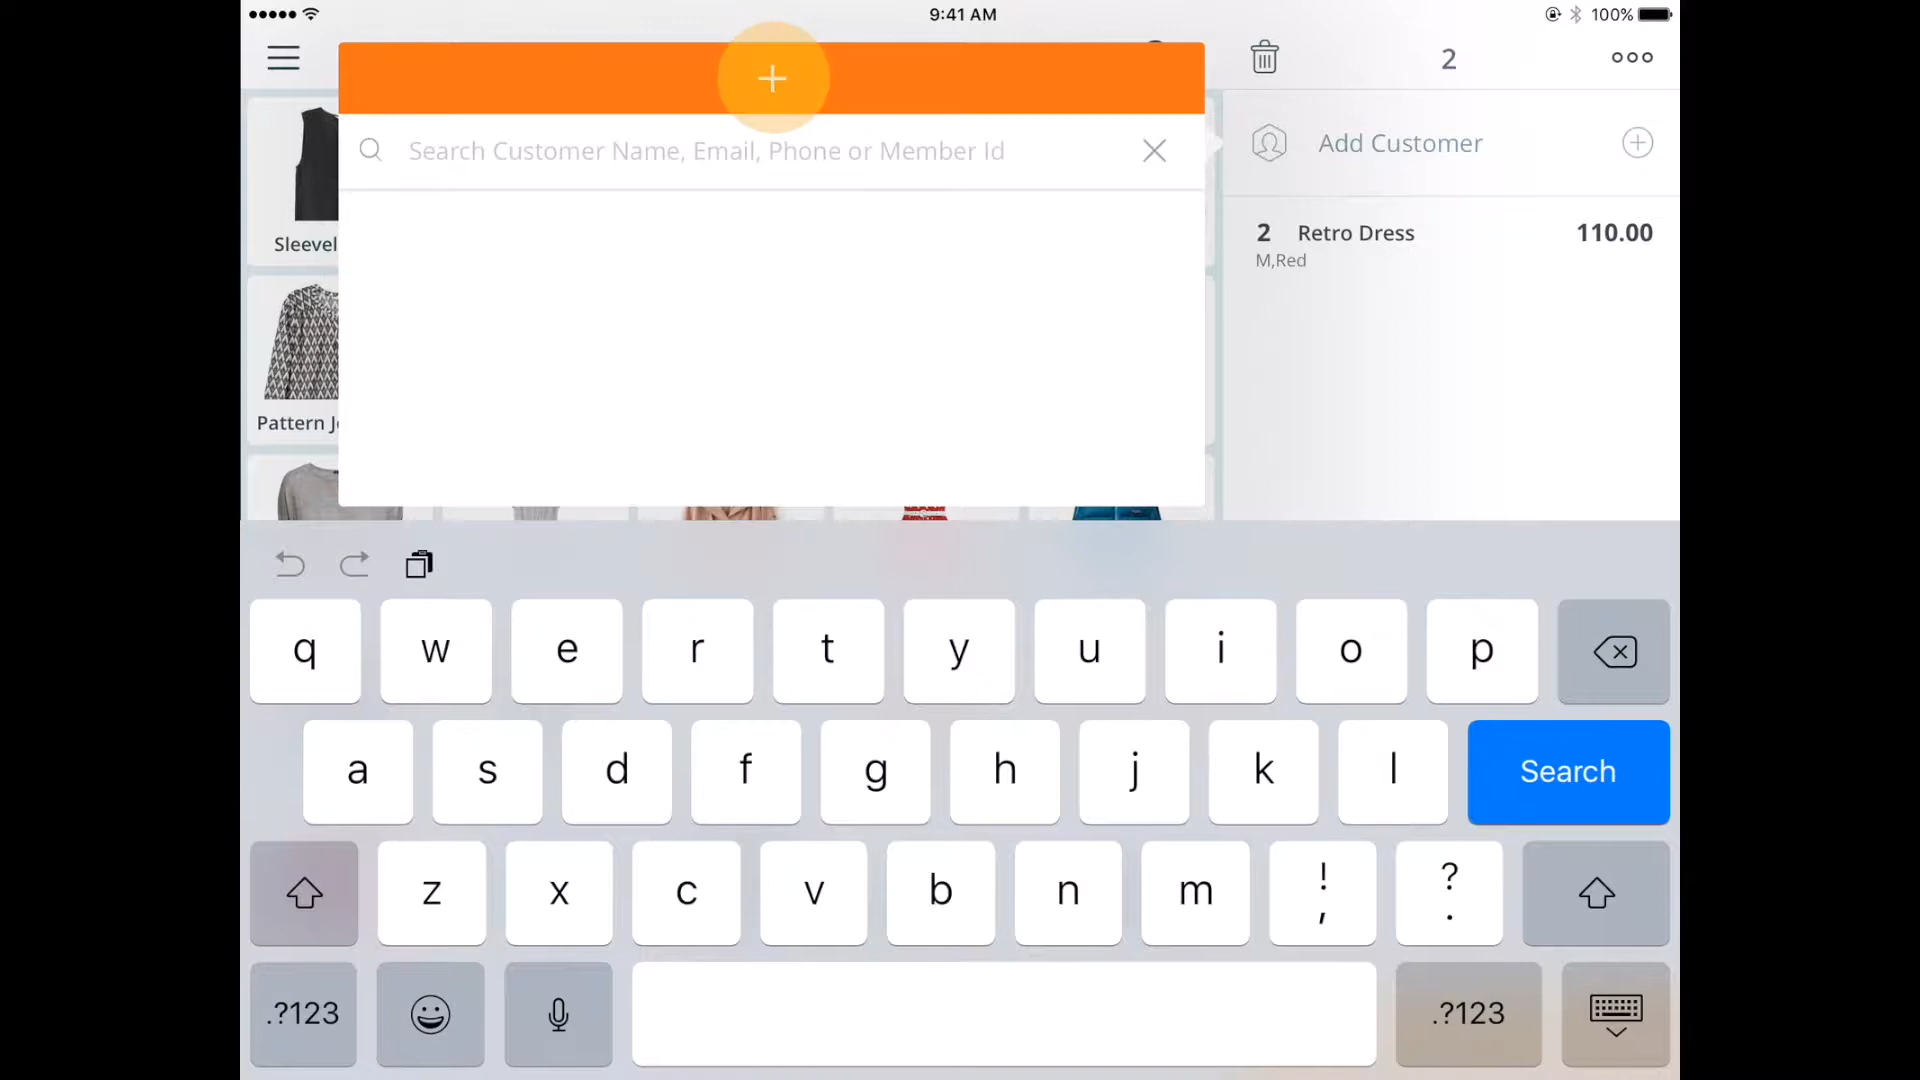 9:41 AM
100%
2
Search Customer Name, Email, Phone or Member Id
Add Customer
2 Retro Dress 110.00
M,Red
Sleevel
Pattern J
q w e r t y u i o p
a s d f g h j k l Search
z x c v b n m ! , ? .
.?123 .?123